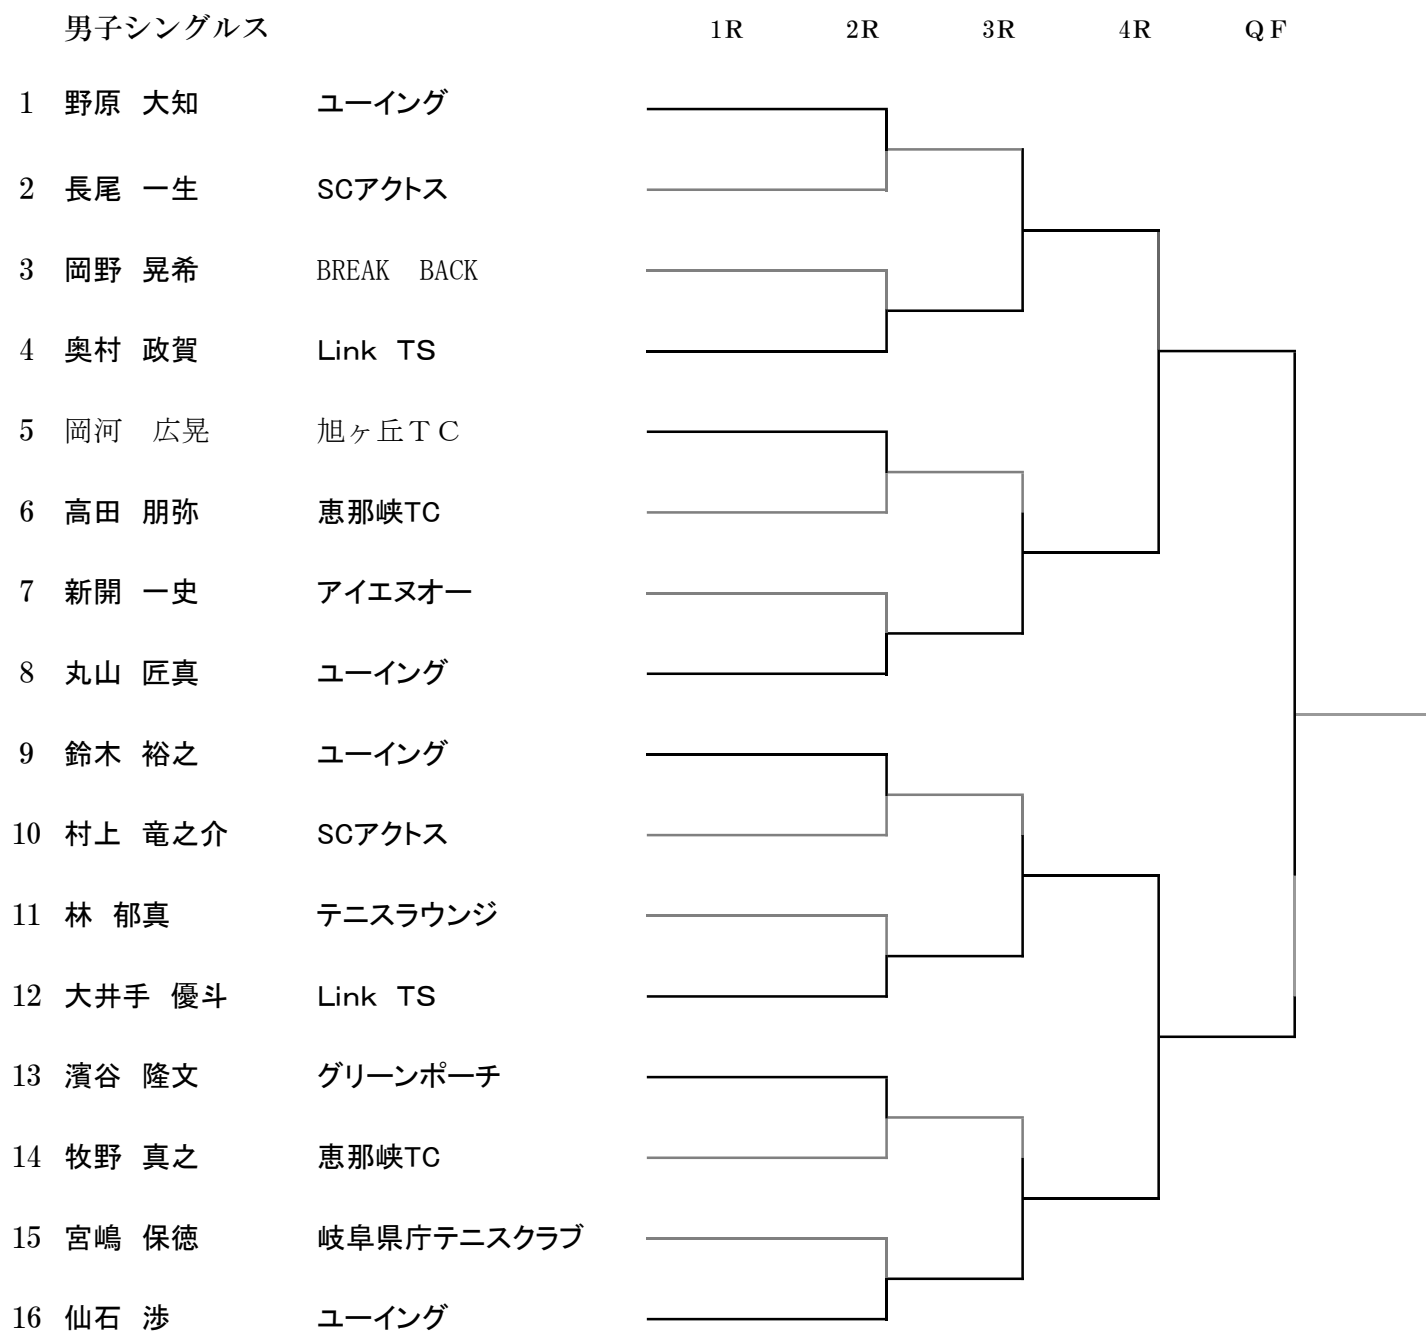 男子シングルス 1R 2R 3R 4R QF
1 野原 大知 ユーイング
2 長尾 一生 SCアクトス
3 岡野 晃希 BREAK BACK
4 奥村 政賀 Link TS
5 岡河 広晃 旭ヶ丘TC
6 高田 朋弥 恵那峡TC
7 新開 一史 アイエヌオー
8 丸山 匠真 ユーイング
9 鈴木 裕之 ユーイング
10 村上 竜之介 SCアクトス
11 林 郁真 テニスラウンジ
12 大井手 優斗 Link TS
13 濱谷 隆文 グリーンポーチ
14 牧野 真之 恵那峡TC
15 宮嶋 保徳 岐阜県庁テニスクラブ
16 仙石 渉 ユーイング